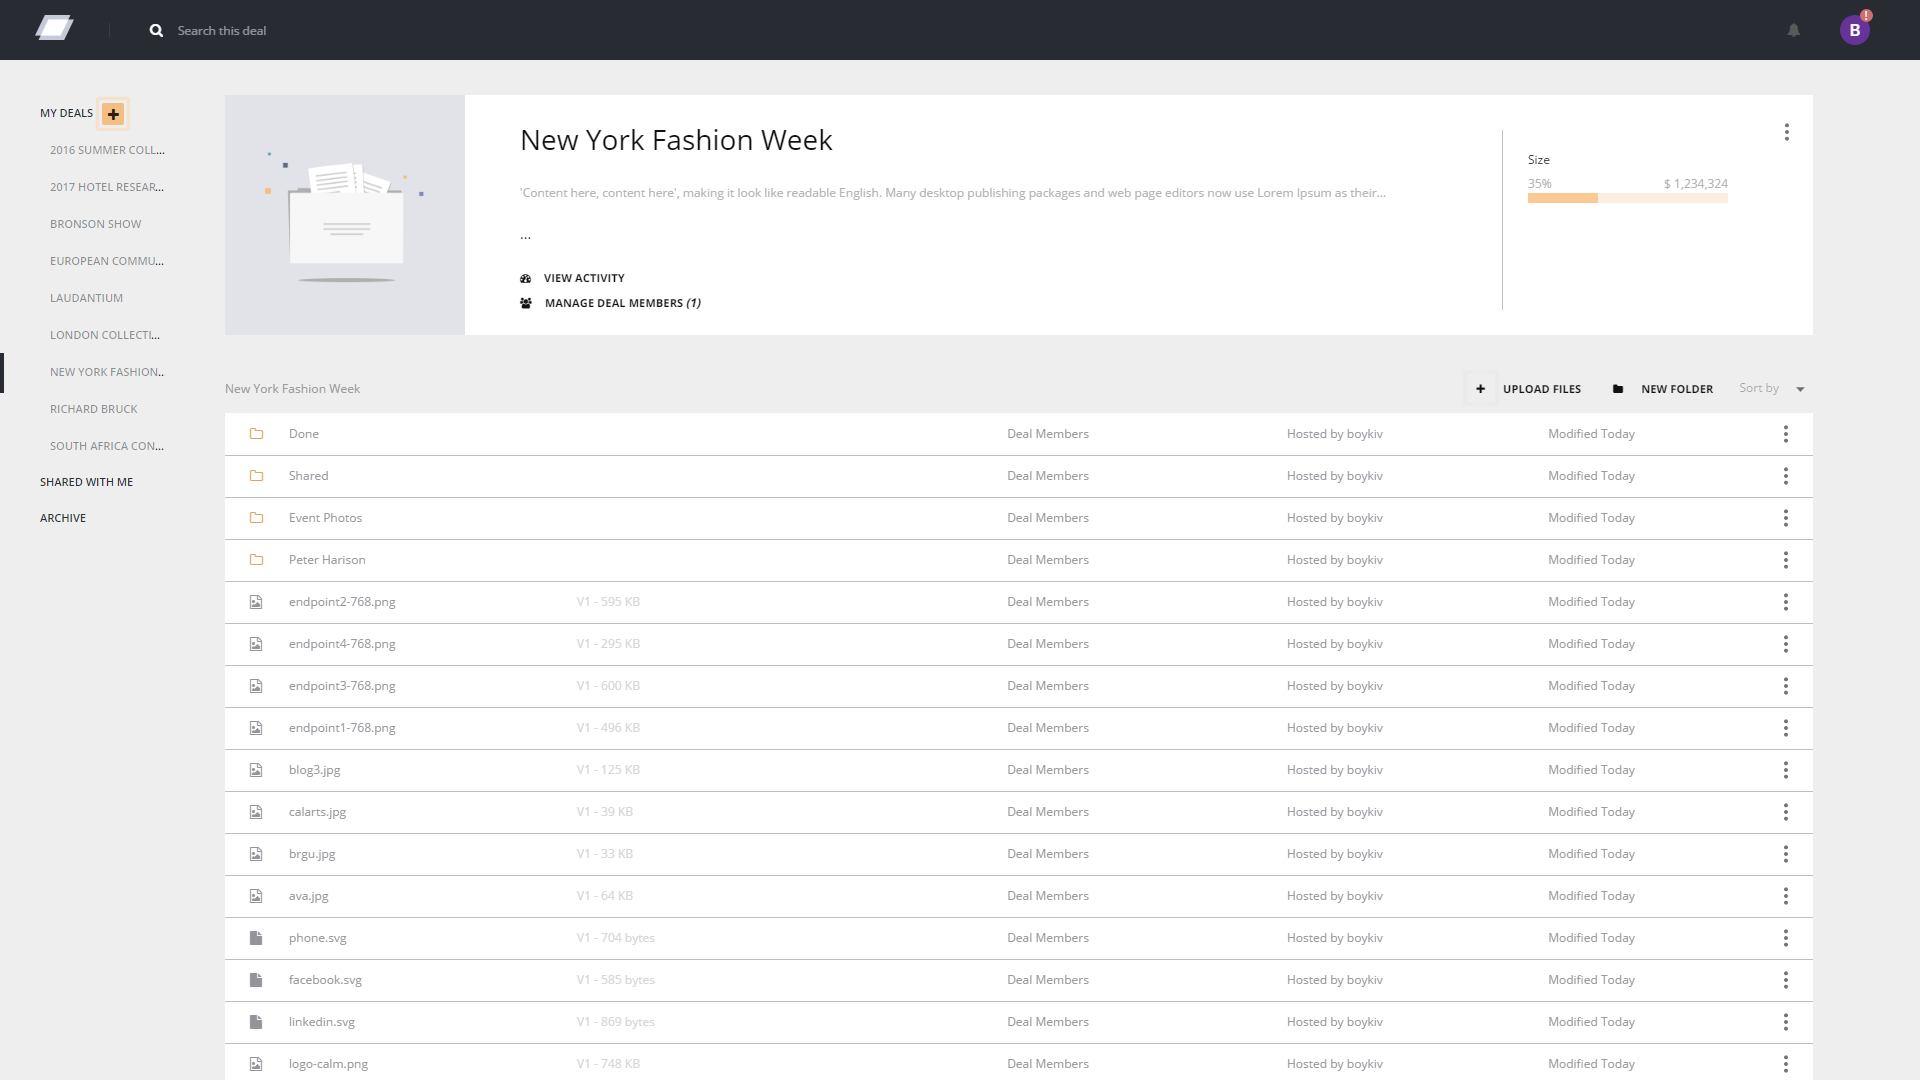 Search this deal
B
!
MY DEALS
2016 SUMMER COLL...
2017 HOTEL RESEAR...
BRONSON SHOW
EUROPEAN COMMU...
LAUDANTIUM
LONDON COLLECTI...
NEW YORK FASHION...
RICHARD BRUCK
SOUTH AFRICA CON...
SHARED WITH ME
ARCHIVE
New York Fashion Week
'Content here, content here', making it look like readable English. Many desktop publishing packages and web page editors now use Lorem Ipsum as their...
...
VIEW ACTIVITY
MANAGE DEAL MEMBERS (1)
Size
35% $ 1,234,324
New York Fashion Week
UPLOAD FILES NEW FOLDER Sort by
Done Deal Members Hosted by boykiv Modified Today
Shared Deal Members Hosted by boykiv Modified Today
Event Photos Deal Members Hosted by boykiv Modified Today
Peter Harison Deal Members Hosted by boykiv Modified Today
endpoint2-768.png V1 - 595 KB Deal Members Hosted by boykiv Modified Today
endpoint4-768.png V1 - 295 KB Deal Members Hosted by boykiv Modified Today
endpoint3-768.png V1 - 600 KB Deal Members Hosted by boykiv Modified Today
endpoint1-768.png V1 - 496 KB Deal Members Hosted by boykiv Modified Today
blog3.jpg V1 - 125 KB Deal Members Hosted by boykiv Modified Today
calarts.jpg V1 - 39 KB Deal Members Hosted by boykiv Modified Today
brgu.jpg V1 - 33 KB Deal Members Hosted by boykiv Modified Today
ava.jpg V1 - 64 KB Deal Members Hosted by boykiv Modified Today
phone.svg V1 - 704 bytes Deal Members Hosted by boykiv Modified Today
facebook.svg V1 - 585 bytes Deal Members Hosted by boykiv Modified Today
linkedin.svg V1 - 869 bytes Deal Members Hosted by boykiv Modified Today
logo-calm.png V1 - 748 KB Deal Members Hosted by boykiv Modified Today